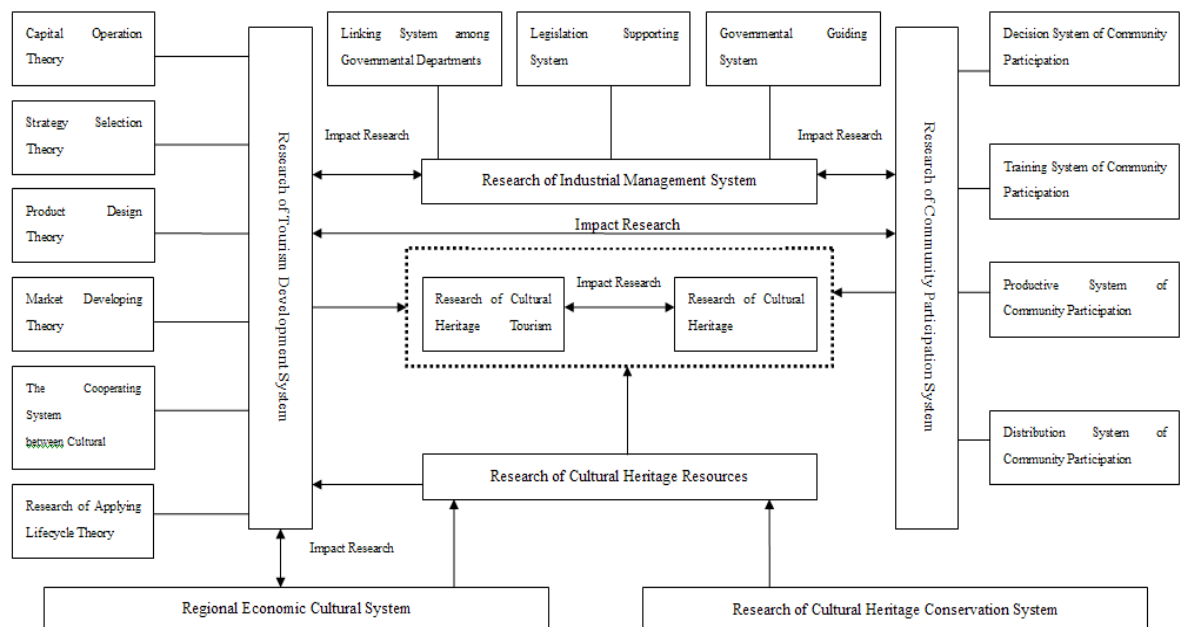 Capital Operation
Theory
Strategy Selection
Theory
Product Design
Theory
Market Developing
Theory
The Cooperating
System
between Cultural
Research of Applying
Lifecycle Theory
Research of Tourism Development System
Linking System among
Governmental Departments
Legislation Supporting
System
Governmental Guiding
System
Impact Research
Impact Research
Research of Industrial Management System
Impact Research
Research of Cultural
Heritage Tourism
Impact Research
Research of Cultural
Heritage
Research of Cultural Heritage Resources
Impact Research
Regional Economic Cultural System
Research of Cultural Heritage Conservation System
Research of Community Participation System
Decision System of Community
Participation
Training System of Community
Participation
Productive System of
Community Participation
Distribution System of
Community Participation